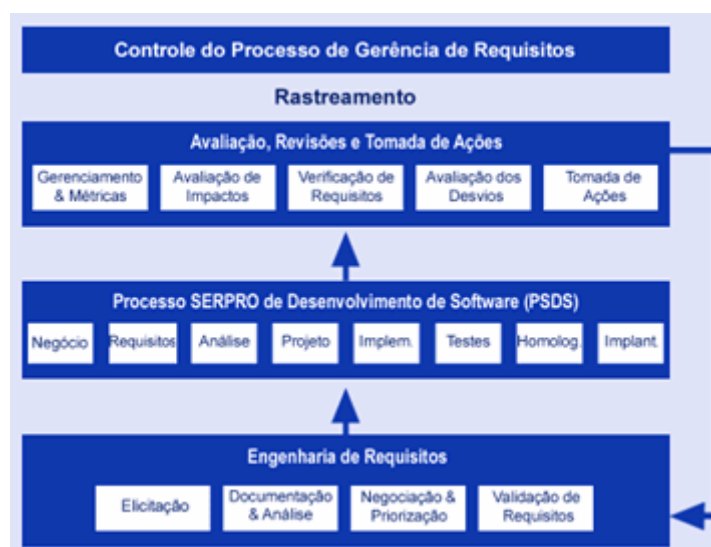 Controle do Processo de Gerência de Requisitos
Rastreamento
Avaliação, Revisões e Tomada de Ações
Gerenciamento
& Métricas
Avaliação de
Impactos
Verificação de
Requisitos
Avaliação dos
Desvios
Tomada de
Ações
Processo SERPRO de Desenvolvimento de Software (PSDS)
Negócio
Requisitos
Análise
Projeto
Implem.
Testes
Homolog.
Implant.
Engenharia de Requisitos
Elicitação
Documentação
& Análise
Negociação &
Priorização
Validação de
Requisitos